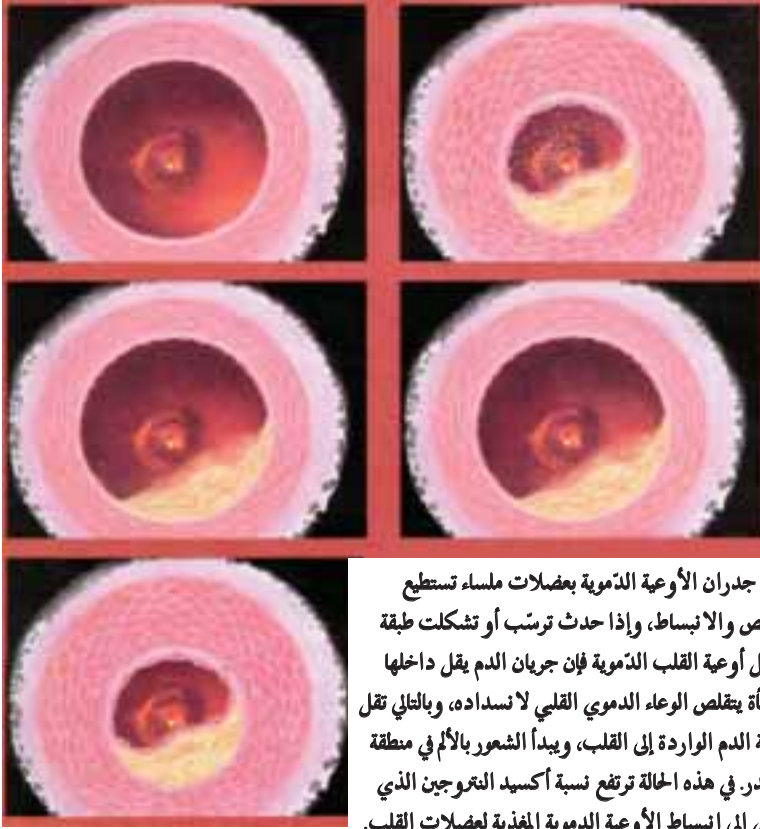 جدران الأوعية الدّموية بعضلات ملساء تستطيع
ص والانبساط، وإذا حدث ترسّب أو تشكلت طبقة
ل أوعية القلب الدّموية فإن جريان الدم يقل داخلها
أة يتقلص الوعاء الدموي القلبي لانسداده، وبالتالي تقل
ة الدم الواردة إلى القلب، ويبدأ الشعور بالألم في منطقة
در. في هذه الحالة ترتفع نسبة أكسيد النتروجين الذي
إلى انبساط الأوعية الدموية المغذية لعضلات القلب.